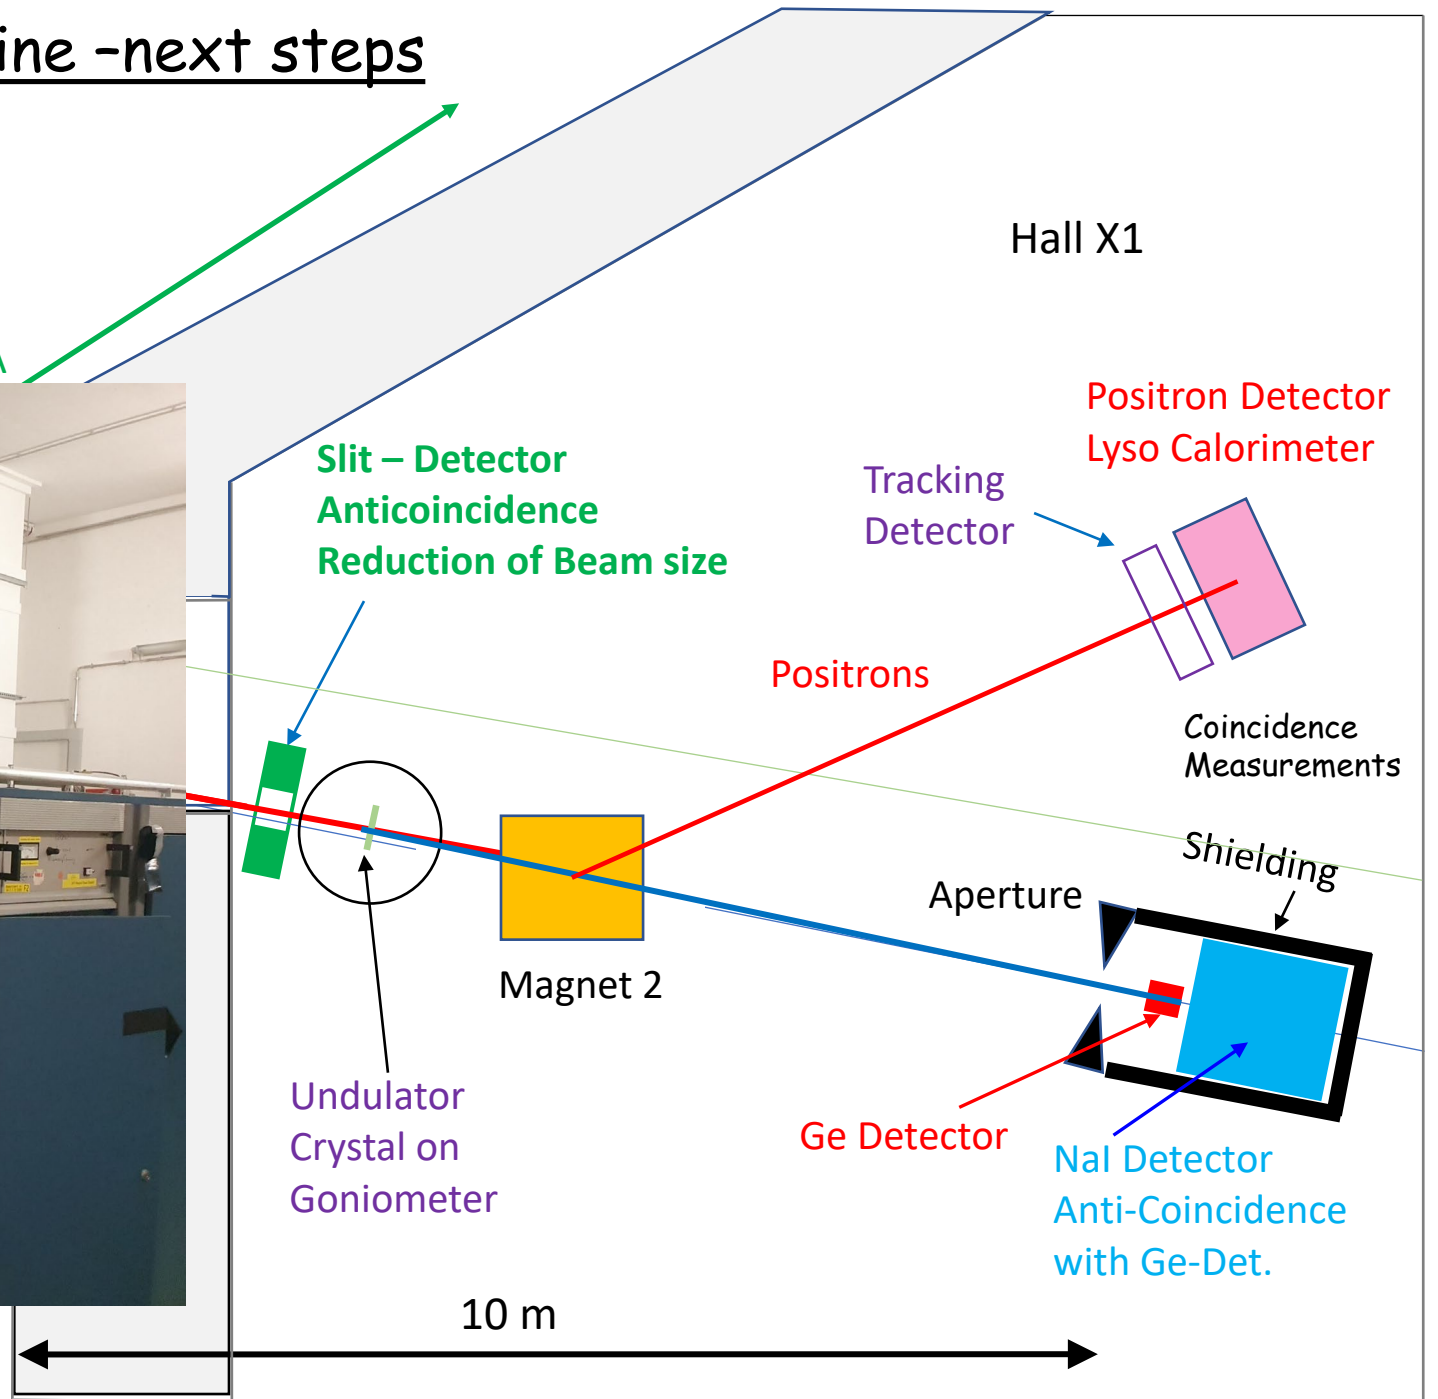 ine –next steps
Hall X1
Positron Detector
Lyso Calorimeter
Slit – Detector
Anticoincidence
Reduction of Beam size
Tracking
Detector
Positrons
Coincidence
Measurements
Shielding
Aperture
Magnet 2
Undulator
Crystal on
Goniometer
Ge Detector
NaI Detector
Anti-Coincidence
with Ge-Det.
10 m